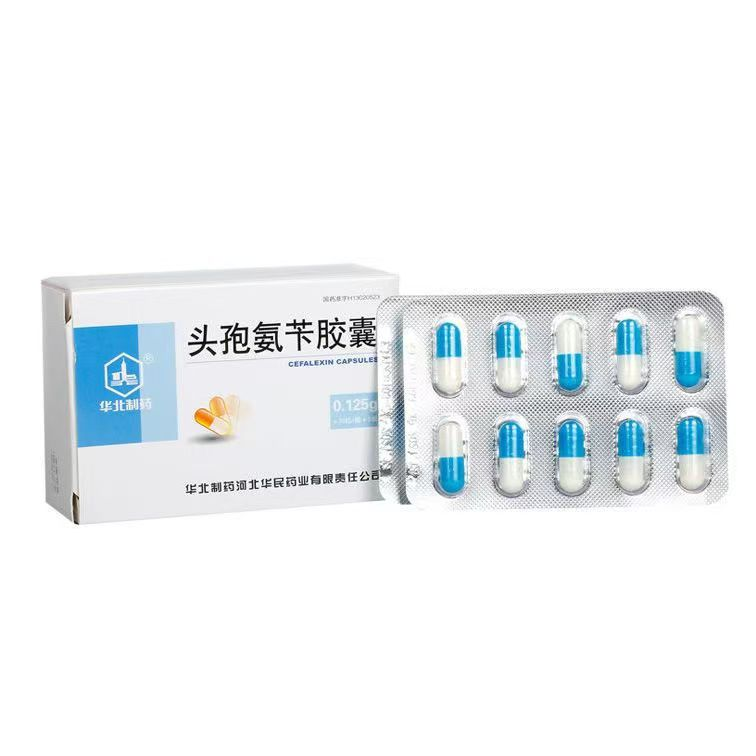 国药准字H13020523
头孢氨苄胶囊
CEFALEXIN CAPSULES
®
华北制药
0.125g
华北制药河北华民药业有限责任公司